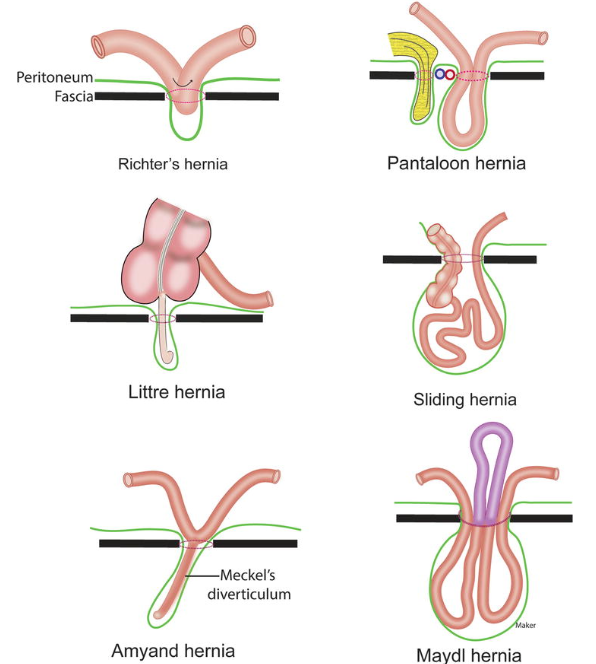 Peritoneum
Fascia
Richter's hernia
Pantaloon hernia
Littre hernia
Sliding hernia
Meckel's
diverticulum
Amyand hernia
Maker
Maydl hernia